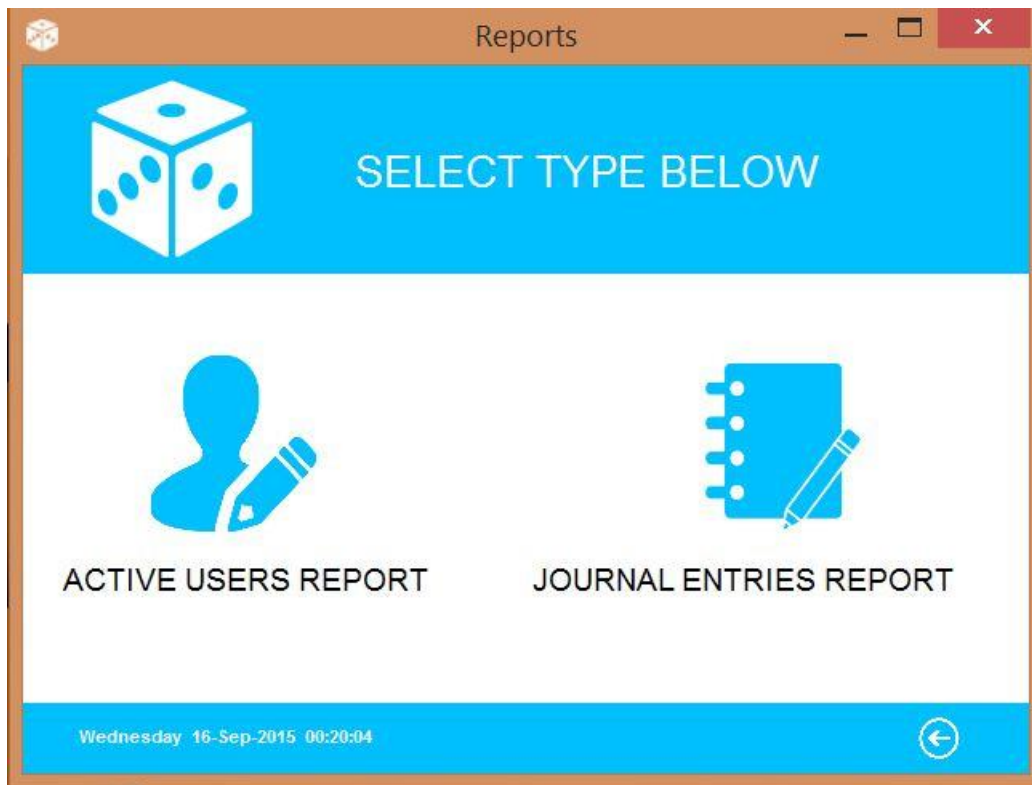 Reports
SELECT TYPE BELOW
ACTIVE USERS REPORT
JOURNAL ENTRIES REPORT
Wednesday 16-Sep-2015 00:20:04